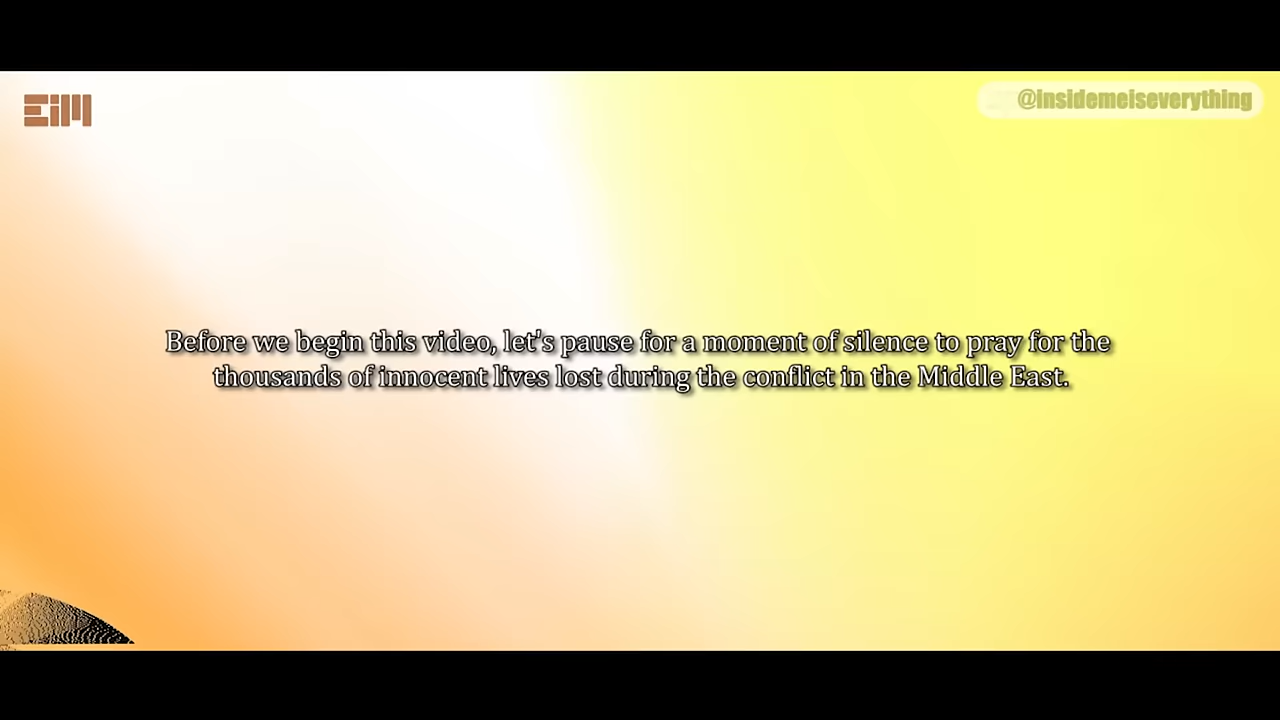 EiM
@insidemeiseverything
Before we begin this video, let's pause for a moment of silence to pray for the
thousands of innocent lives lost during the conflict in the Middle East.